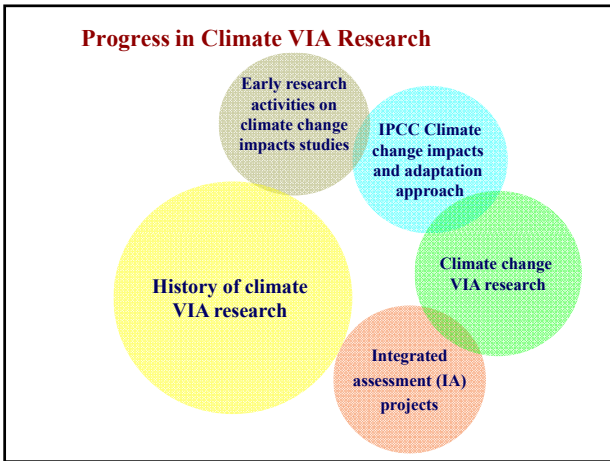 Progress in Climate VIA Research
Early research
activities on
climate change
impacts studies
IPCC Climate
change impacts
and adaptation
approach
Climate change
VIA research
History of climate
VIA research
Integrated
assessment (IA)
projects